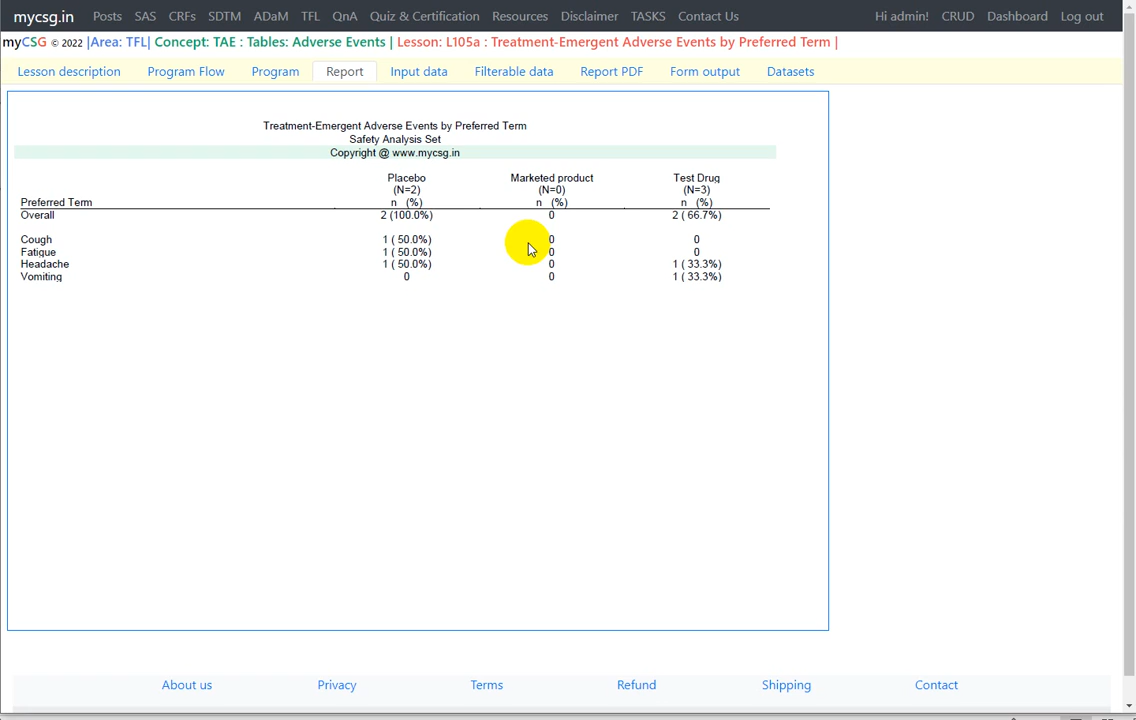 mycsg.in Posts SAS CRFs SDTM ADaM TFL QnA Quiz & Certification Resources Disclaimer TASKS Contact Us Hi admin! CRUD Dashboard Log out
myCSG © 2022 |Area: TFL| Concept: TAE : Tables: Adverse Events | Lesson: L105a : Treatment-Emergent Adverse Events by Preferred Term |
Lesson description Program Flow Program Report Input data Filterable data Report PDF Form output Datasets
Treatment-Emergent Adverse Events by Preferred Term
Safety Analysis Set
Copyright @ www.mycsg.in
Placebo Marketed product Test Drug
(N=2) (N=0) (N=3)
Preferred Term n (%) n (%) n (%)
Overall 2 (100.0%) 0 2 ( 66.7%)
Cough 1 ( 50.0%) 0 0
Fatigue 1 ( 50.0%) 0 0
Headache 1 ( 50.0%) 0 1 ( 33.3%)
Vomiting 0 0 1 ( 33.3%)
About us Privacy Terms Refund Shipping Contact